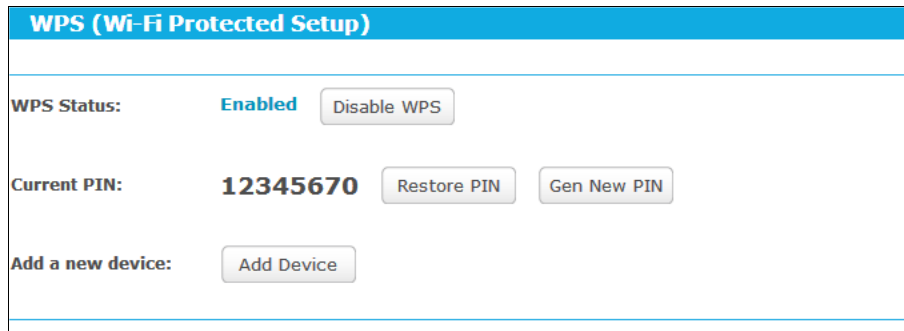 WPS (Wi-Fi Protected Setup)
WPS Status: Enabled Disable WPS
Current PIN: 12345670 Restore PIN Gen New PIN
Add a new device: Add Device